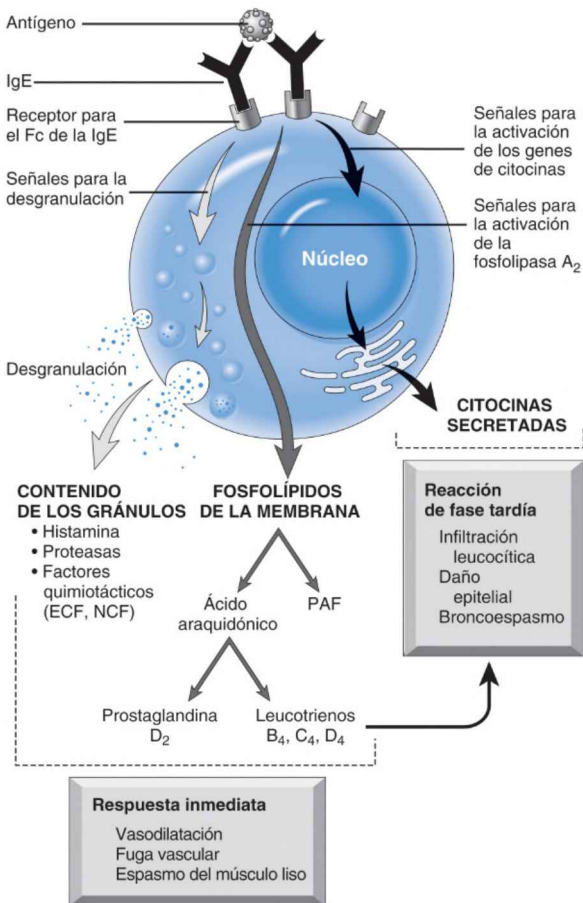 Antígeno
IgE
Receptor para
el Fc de la IgE
Señales para la
desgranulación
Señales para
la activación
de los genes
de citocinas
Señales para
la activación
de la
fosfolipasa A₂
Núcleo
Desgranulación
CITOCINAS
SECRETADAS
CONTENIDO
DE LOS GRÁNULOS
• Histamina
• Proteasas
• Factores
quimiotácticos
(ECF, NCF)
FOSFOLÍPIDOS
DE LA MEMBRANA
Ácido
araquidónico
PAF
Prostaglandina
D₂
Leucotrienos
B₄, C₄, D₄
Reacción
de fase tardía
Infiltración
leucocítica
Daño
epitelial
Broncoespasmo
Respuesta inmediata
Vasodilatación
Fuga vascular
Espasmo del músculo liso